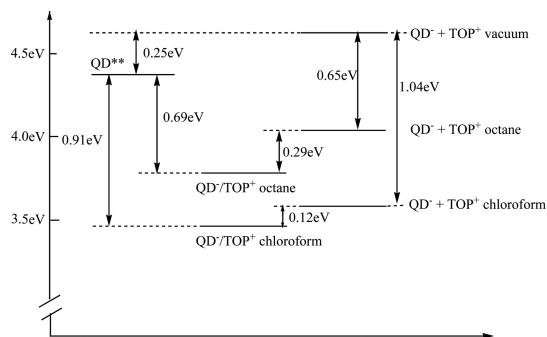 QD⁻ + TOP⁺ vacuum
0.25eV
4.5eV
QD**
0.65eV
1.04eV
0.69eV
4.0eV
QD⁻ + TOP⁺ octane
0.91eV
0.29eV
QD⁻/TOP⁺ octane
QD⁻ + TOP⁺ chloroform
3.5eV
0.12eV
QD⁻/TOP⁺ chloroform